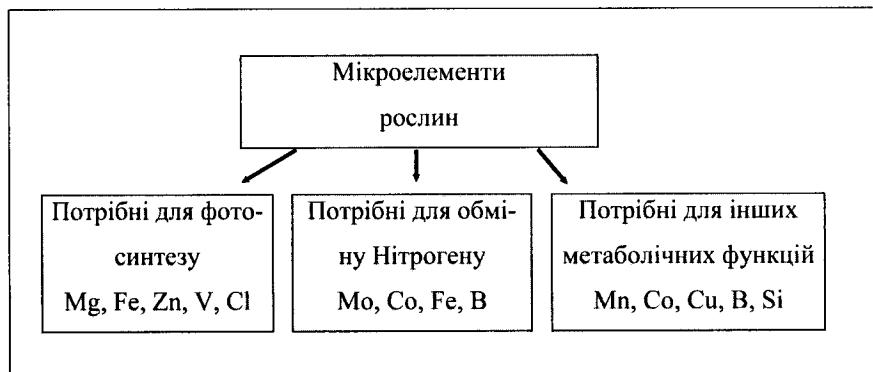 Мікроелементи
рослин
Потрібні для фото-
синтезу
Mg, Fe, Zn, V, Cl
Потрібні для обмі-
ну Нітрогену
Mo, Co, Fe, B
Потрібні для інших
метаболічних функцій
Mn, Co, Cu, B, Si